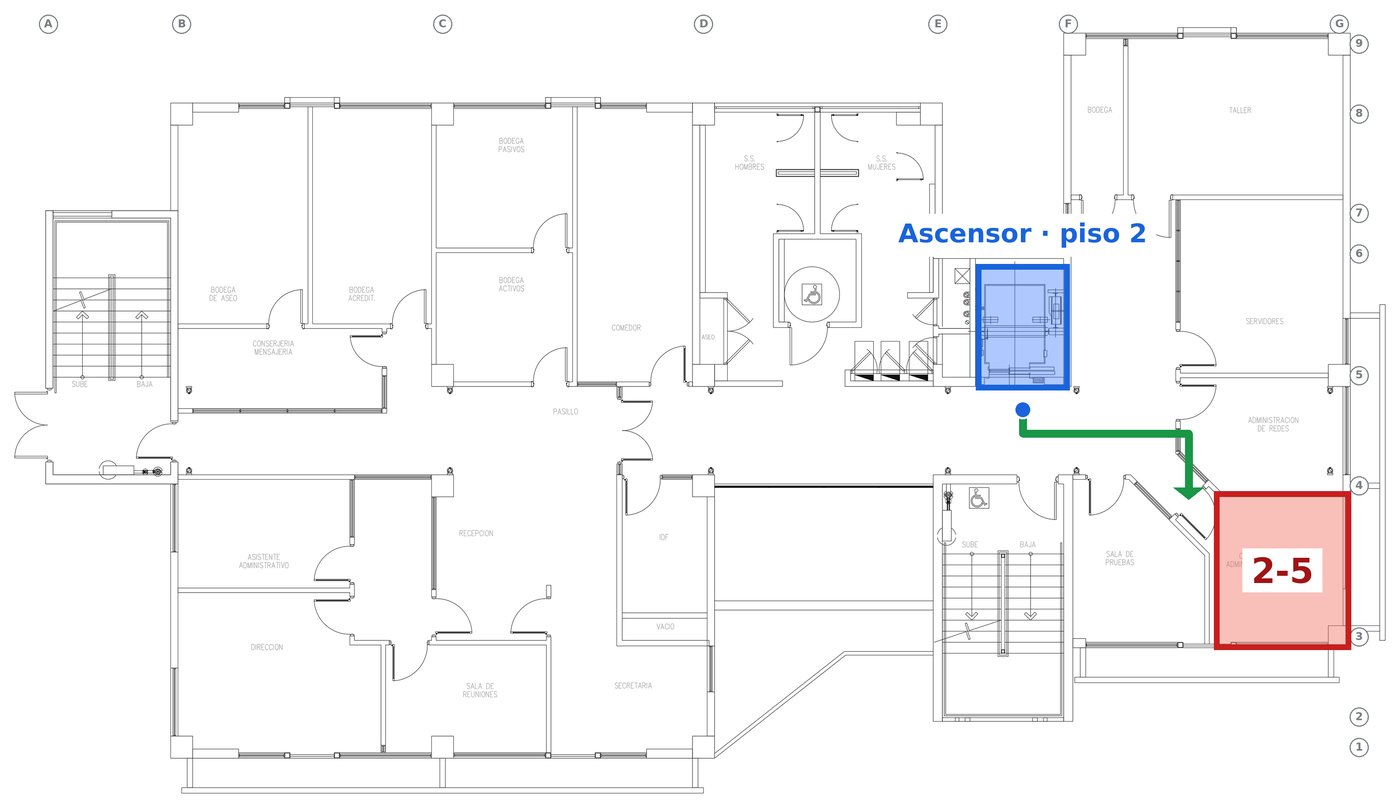 A
B
C
D
E
F
G
9
8
7
6
5
4
3
2
1
BODEGA
TALLER
BODEGA
PASIVOS
S.S.
HOMBRES
S.S.
MUJERES
Ascensor · piso 2
BODEGA
DE ASEO
BODEGA
ACREDIT.
BODEGA
ACTIVOS
COMEDOR
ASEO
SERVIDORES
CONSERJERIA
MENSAJERIA
SUBE
BAJA
PASILLO
ADMINISTRACION
DE REDES
ASISTENTE
ADMINISTRATIVO
RECEPCION
IDF
SUBE
BAJA
SALA DE
PRUEBAS
2-5
VACIO
DIRECCION
SALA DE
REUNIONES
SECRETARIA